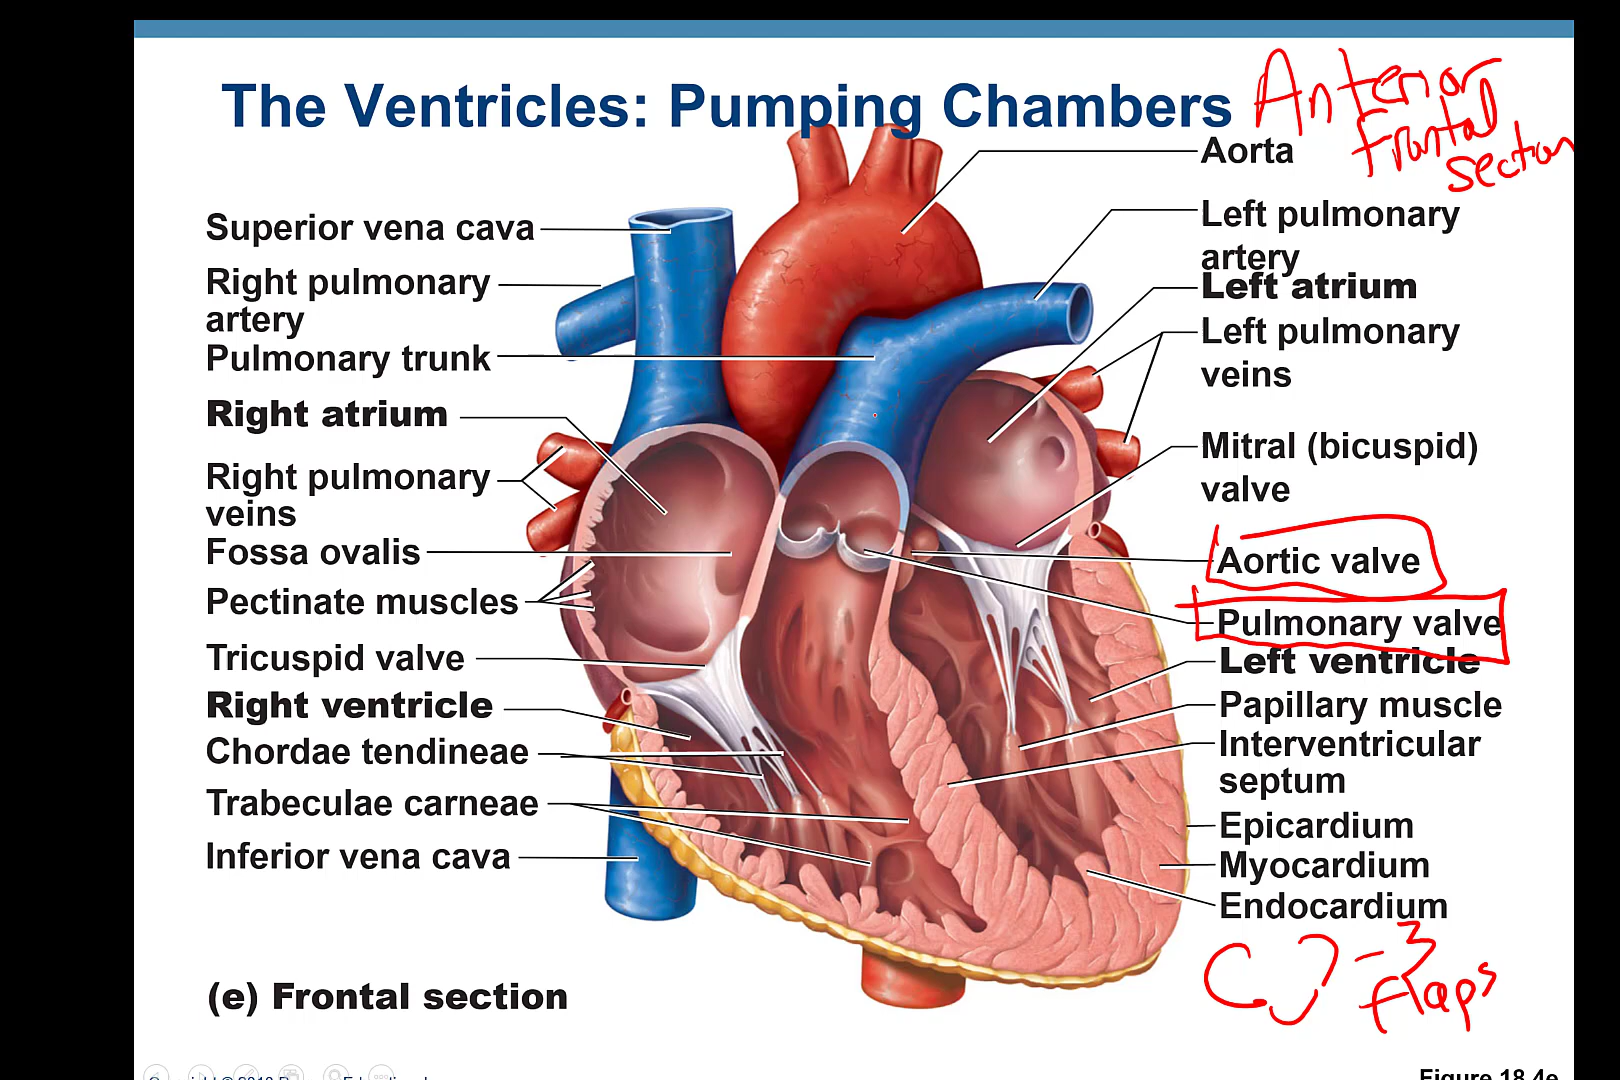 The Ventricles: Pumping Chambers
Anterior
Frontal
section
Superior vena cava
Right pulmonary
artery
Pulmonary trunk
Right atrium
Right pulmonary
veins
Fossa ovalis
Pectinate muscles
Tricuspid valve
Right ventricle
Chordae tendineae
Trabeculae carneae
Inferior vena cava
Aorta
Left pulmonary
artery
Left atrium
Left pulmonary
veins
Mitral (bicuspid)
valve
Aortic valve
Pulmonary valve
Left ventricle
Papillary muscle
Interventricular
septum
Epicardium
Myocardium
Endocardium
- 3
flaps
(e) Frontal section
Figure 18.4e